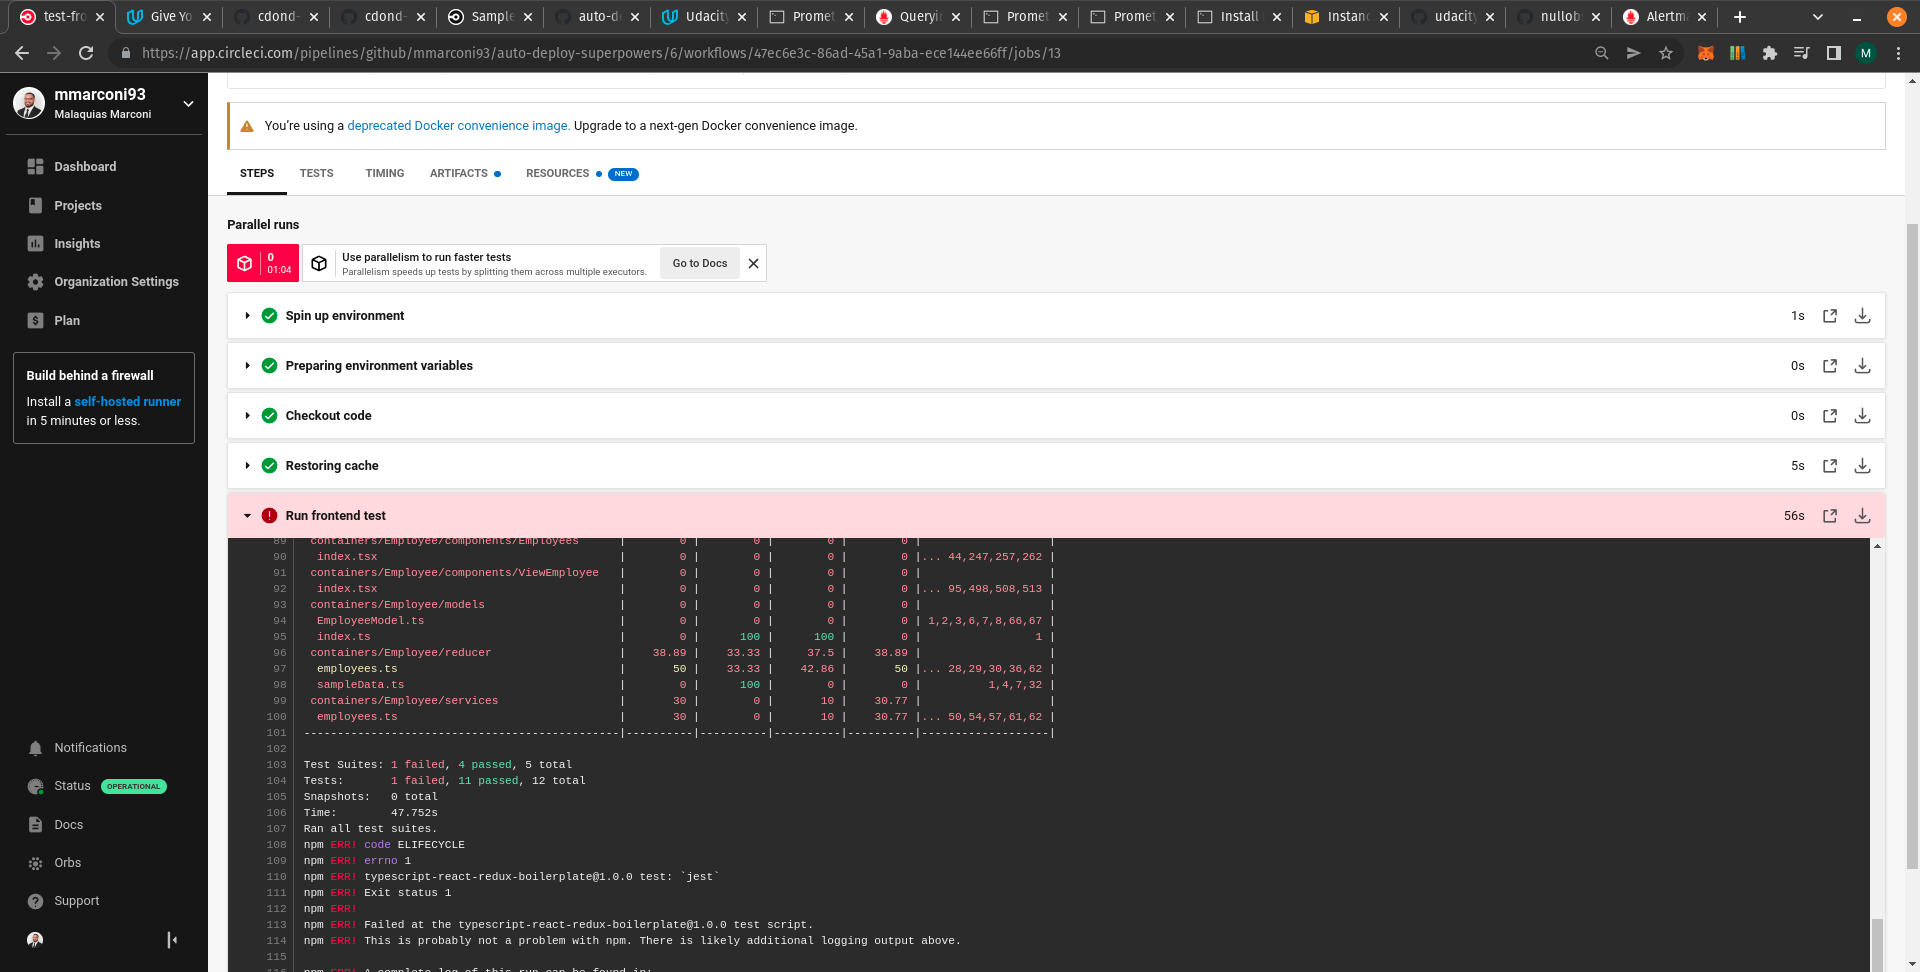 test-fro
Give Yo
cdond-
cdond-
Sample
auto-de
Udacity
Promet
Queryin
Promet
Promet
Install
Instanc
udacity
nullob
Alertma
https://app.circleci.com/pipelines/github/mmarconi93/auto-deploy-superpowers/6/workflows/47ec6e3c-86ad-45a1-9aba-ece144ee66ff/jobs/13
M
mmarconi93
Malaquias Marconi
Dashboard
Projects
Insights
Organization Settings
Plan
Build behind a firewall
Install a self-hosted runner
in 5 minutes or less.
Notifications
Status OPERATIONAL
Docs
Orbs
Support
You're using a deprecated Docker convenience image. Upgrade to a next-gen Docker convenience image.
STEPS TESTS TIMING ARTIFACTS RESOURCES NEW
Parallel runs
0
01:04
Use parallelism to run faster tests
Parallelism speeds up tests by splitting them across multiple executors.
Go to Docs
Spin up environment 1s
Preparing environment variables 0s
Checkout code 0s
Restoring cache 5s
Run frontend test 56s
89 containers/Employee/components/Employees | 0 | 0 | 0 | 0 | |
90 index.tsx | 0 | 0 | 0 | 0 |... 44,247,257,262 |
91 containers/Employee/components/ViewEmployee | 0 | 0 | 0 | 0 | |
92 index.tsx | 0 | 0 | 0 | 0 |... 95,498,508,513 |
93 containers/Employee/models | 0 | 0 | 0 | 0 | |
94 EmployeeModel.ts | 0 | 0 | 0 | 0 | 1,2,3,6,7,8,66,67 |
95 index.ts | 0 | 100 | 100 | 0 | 1 |
96 containers/Employee/reducer | 38.89 | 33.33 | 37.5 | 38.89 | |
97 employees.ts | 50 | 33.33 | 42.86 | 50 |... 28,29,30,36,62 |
98 sampleData.ts | 0 | 100 | 0 | 0 | 1,4,7,32 |
99 containers/Employee/services | 30 | 0 | 10 | 30.77 | |
100 employees.ts | 30 | 0 | 10 | 30.77 |... 50,54,57,61,62 |
101 -----------------------------------------------|----------|----------|----------|----------|-------------------|
102
103 Test Suites: 1 failed, 4 passed, 5 total
104 Tests: 1 failed, 11 passed, 12 total
105 Snapshots: 0 total
106 Time: 47.752s
107 Ran all test suites.
108 npm ERR! code ELIFECYCLE
109 npm ERR! errno 1
110 npm ERR! typescript-react-redux-boilerplate@1.0.0 test: `jest`
111 npm ERR! Exit status 1
112 npm ERR!
113 npm ERR! Failed at the typescript-react-redux-boilerplate@1.0.0 test script.
114 npm ERR! This is probably not a problem with npm. There is likely additional logging output above.
115
116 npm ERR! A complete log of this run can be found in: